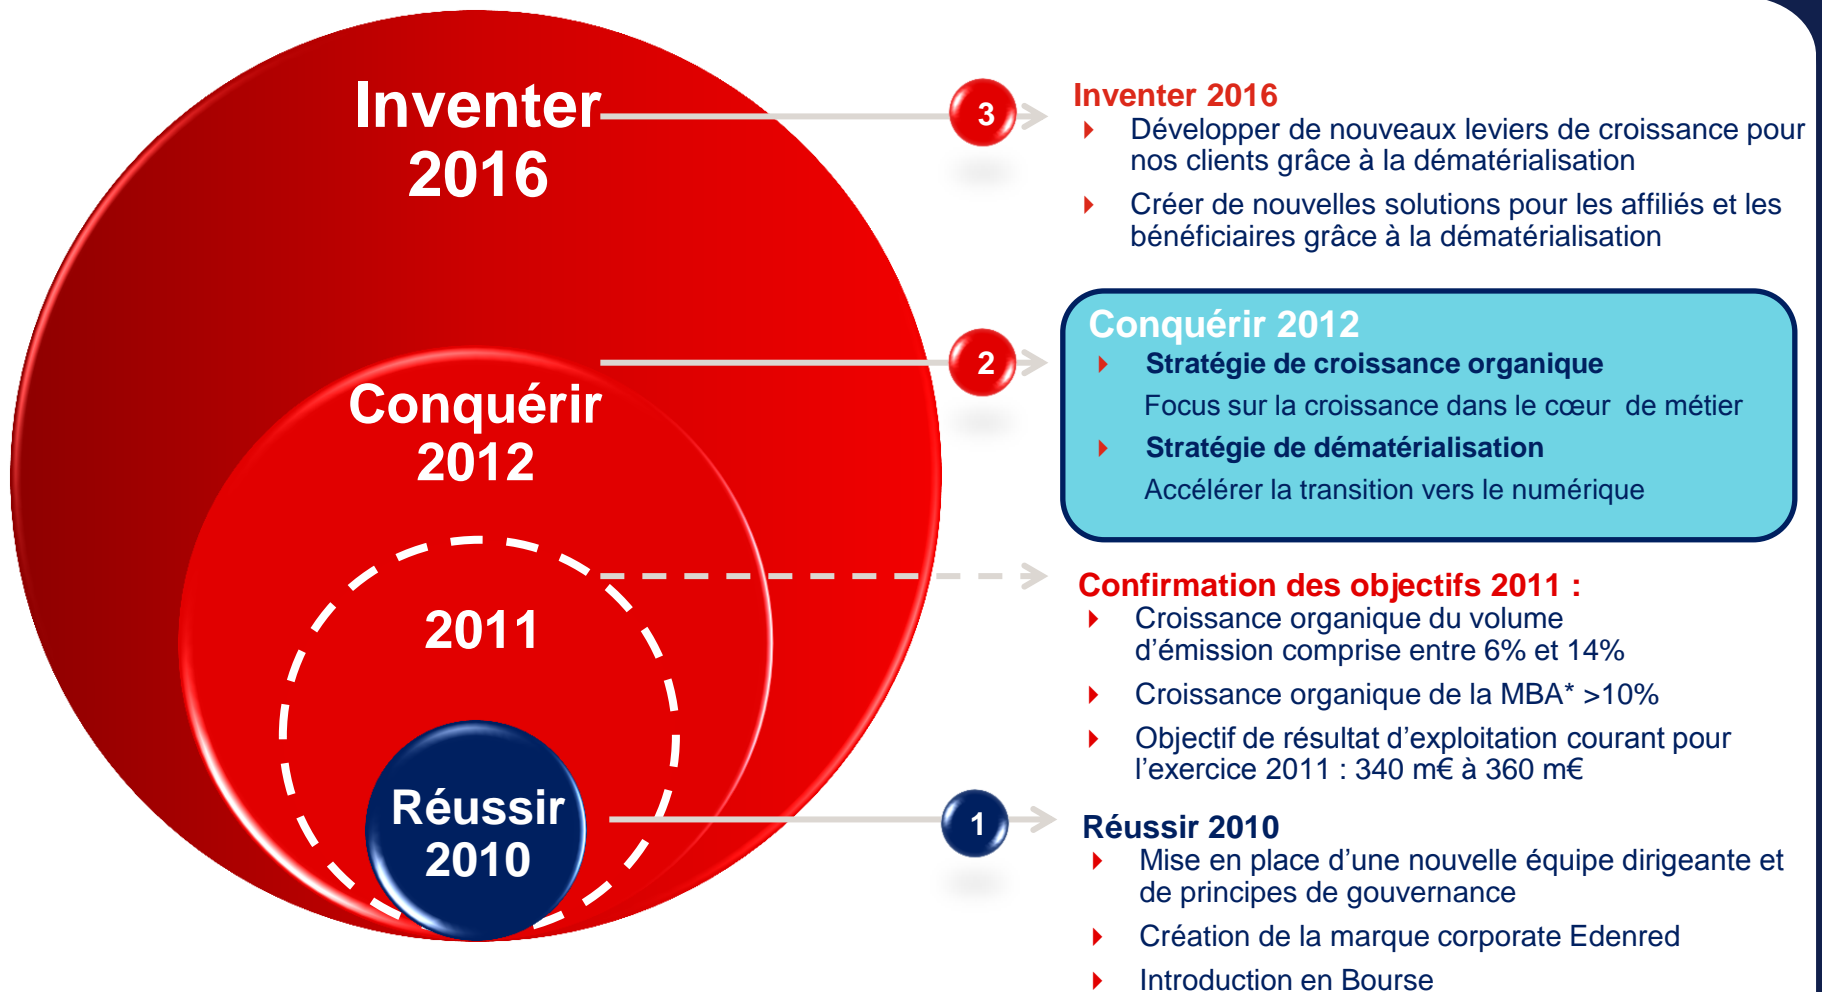 Inventer
2016
Conquérir
2012
2011
Réussir
2010
3
Inventer 2016
Développer de nouveaux leviers de croissance pour
nos clients grâce à la dématérialisation
Créer de nouvelles solutions pour les affiliés et les
bénéficiaires grâce à la dématérialisation
2
Conquérir 2012
Stratégie de croissance organique
Focus sur la croissance dans le cœur de métier
Stratégie de dématérialisation
Accélérer la transition vers le numérique
Confirmation des objectifs 2011 :
Croissance organique du volume
d’émission comprise entre 6% et 14%
Croissance organique de la MBA* >10%
Objectif de résultat d’exploitation courant pour
l’exercice 2011 : 340 m€ à 360 m€
1
Réussir 2010
Mise en place d’une nouvelle équipe dirigeante et
de principes de gouvernance
Création de la marque corporate Edenred
Introduction en Bourse